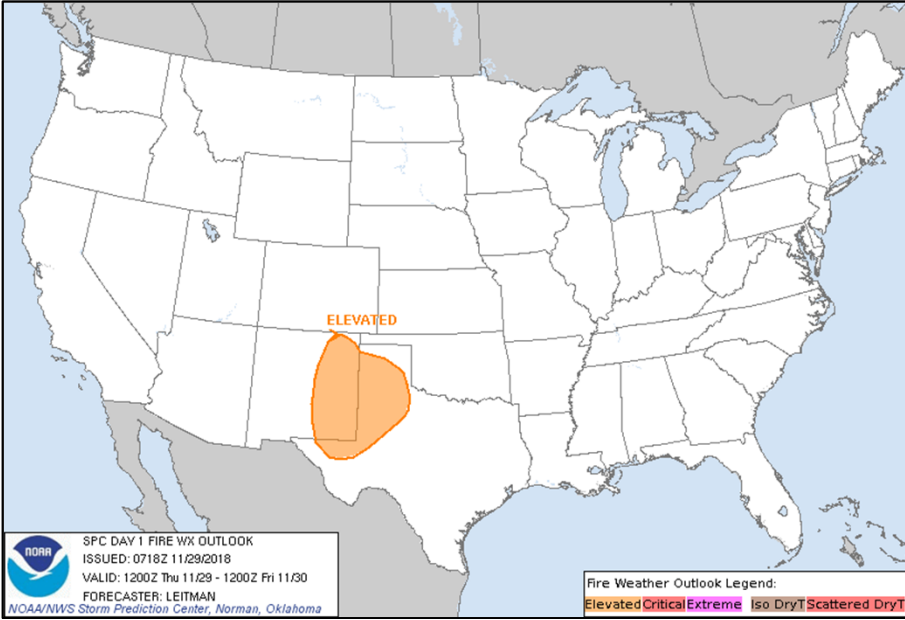 ELEVATED
NOAA
SPC DAY 1 FIRE WX OUTLOOK
ISSUED: 0718Z 11/29/2018
VALID: 1200Z Thu 11/29 - 1200Z Fri 11/30
FORECASTER: LEITMAN
NOAA/NWS Storm Prediction Center, Norman, Oklahoma
Fire Weather Outlook Legend:
Elevated Critical Extreme Iso DryT Scattered DryT